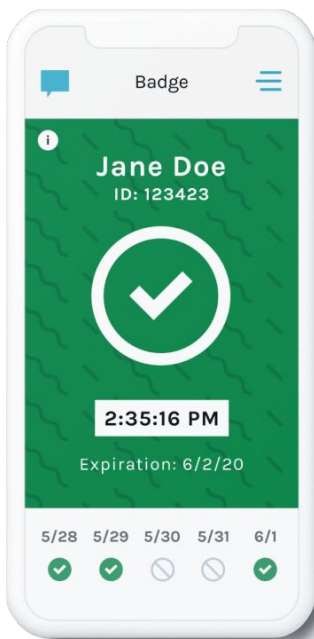 Badge
i
Jane Doe
ID: 123423
2:35:16 PM
Expiration: 6/2/20
5/28 5/29 5/30 5/31 6/1